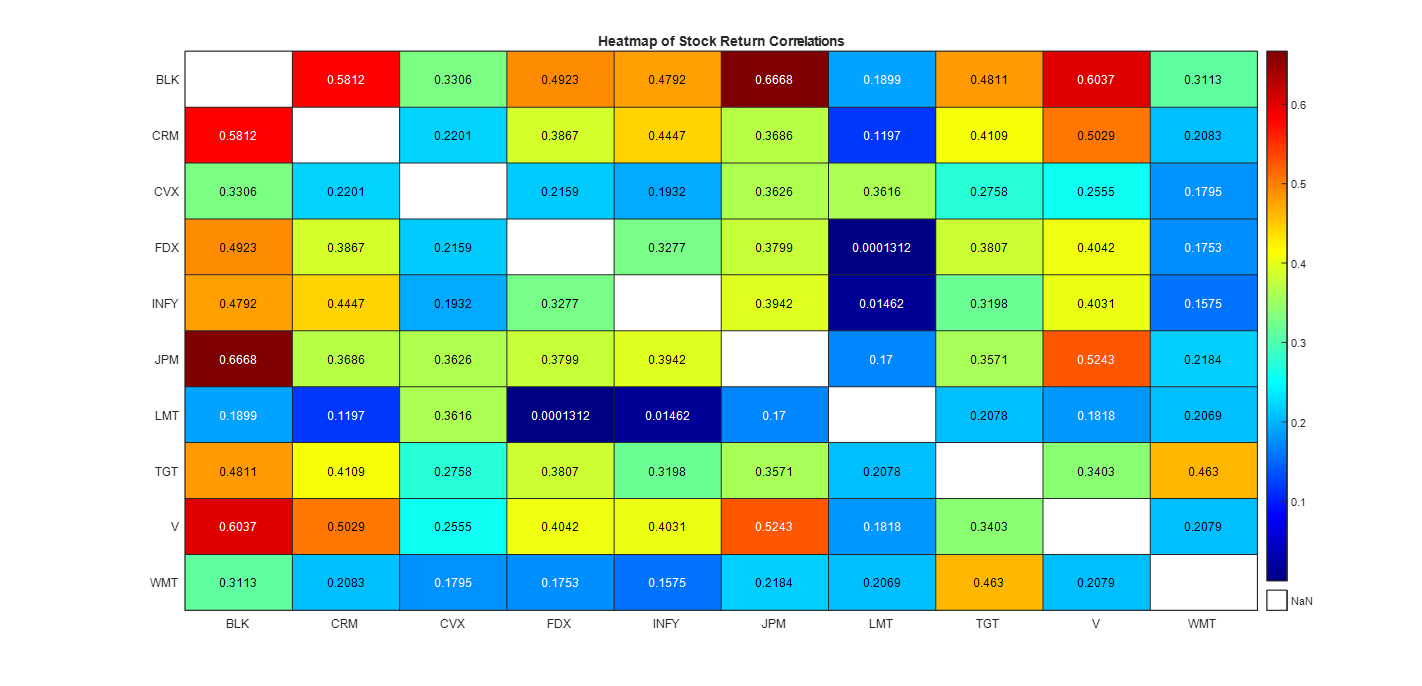 Heatmap of Stock Return Correlations
BLK 0.5812 0.3306 0.4923 0.4792 0.6668 0.1899 0.4811 0.6037 0.3113
CRM 0.5812 0.2201 0.3867 0.4447 0.3686 0.1197 0.4109 0.5029 0.2083
CVX 0.3306 0.2201 0.2159 0.1932 0.3626 0.3616 0.2758 0.2555 0.1795
FDX 0.4923 0.3867 0.2159 0.3277 0.3799 0.0001312 0.3807 0.4042 0.1753
INFY 0.4792 0.4447 0.1932 0.3277 0.3942 0.01462 0.3198 0.4031 0.1575
JPM 0.6668 0.3686 0.3626 0.3799 0.3942 0.17 0.3571 0.5243 0.2184
LMT 0.1899 0.1197 0.3616 0.0001312 0.01462 0.17 0.2078 0.1818 0.2069
TGT 0.4811 0.4109 0.2758 0.3807 0.3198 0.3571 0.2078 0.3403 0.463
V 0.6037 0.5029 0.2555 0.4042 0.4031 0.5243 0.1818 0.3403 0.2079
WMT 0.3113 0.2083 0.1795 0.1753 0.1575 0.2184 0.2069 0.463 0.2079
BLK CRM CVX FDX INFY JPM LMT TGT V WMT
0.6
0.5
0.4
0.3
0.2
0.1
NaN